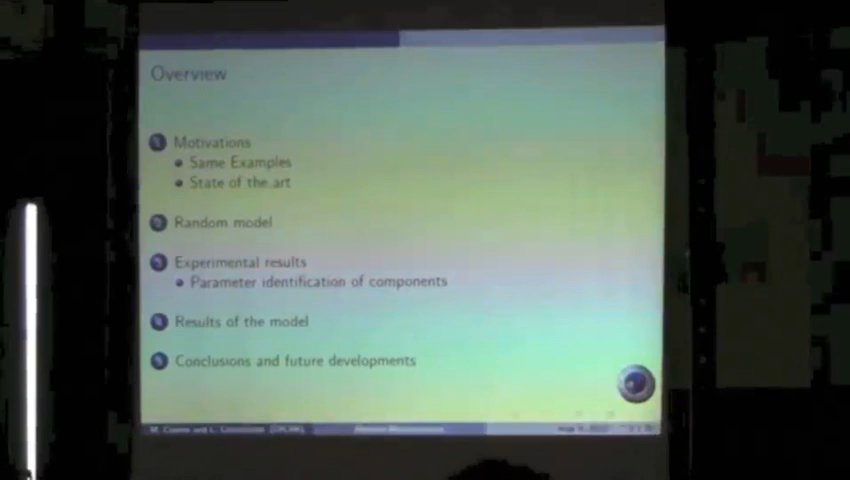 Overview
Motivations
Same Examples
State of the art
Random model
Experimental results
Parameter identification of components
Results of the model
Conclusions and future developments